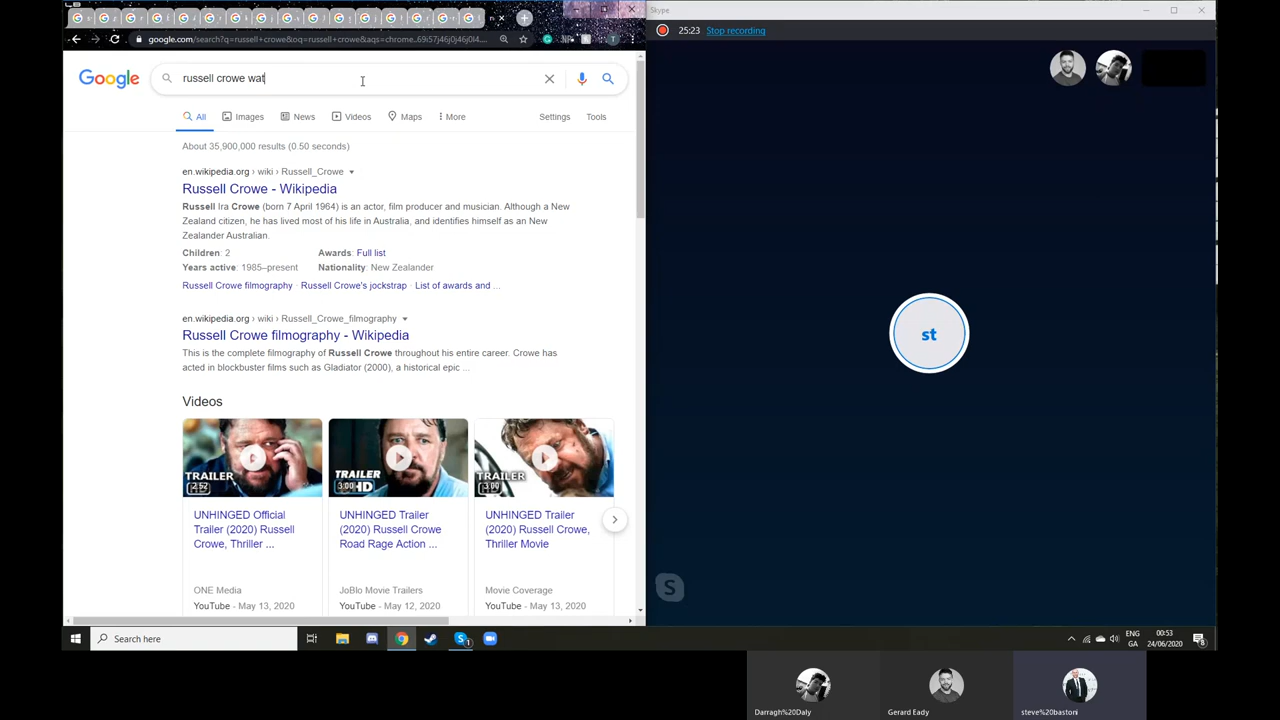 Skype
25:23 Stop recording
google.com/search?q=russell+crowe&oq=russell+crowe&aqs=chrome..69i57j46j0j46j0l4....
Google
russell crowe wat
All Images News Videos Maps More Settings Tools
About 35,900,000 results (0.50 seconds)
en.wikipedia.org › wiki › Russell_Crowe
Russell Crowe - Wikipedia
Russell Ira Crowe (born 7 April 1964) is an actor, film producer and musician. Although a New
Zealand citizen, he has lived most of his life in Australia, and identifies himself as an New
Zealander Australian.
Children: 2 Awards: Full list
Years active: 1985–present Nationality: New Zealander
Russell Crowe filmography · Russell Crowe's jockstrap · List of awards and ...
en.wikipedia.org › wiki › Russell_Crowe_filmography
Russell Crowe filmography - Wikipedia
This is the complete filmography of Russell Crowe throughout his entire career. Crowe has
acted in blockbuster films such as Gladiator (2000), a historical epic ...
Videos
TRAILER
2:52
TRAILER HD
3:00
TRAILER
3:00
UNHINGED Official
Trailer (2020) Russell
Crowe, Thriller ...
ONE Media
YouTube - May 13, 2020
UNHINGED Trailer
(2020) Russell Crowe
Road Rage Action ...
JoBlo Movie Trailers
YouTube - May 12, 2020
UNHINGED Trailer
(2020) Russell Crowe,
Thriller Movie
Movie Coverage
YouTube - May 13, 2020
st
S
Search here
ENG
GA
00:53
24/06/2020
Darragh%20Daly
Gerard Eady
steve%20bastoni